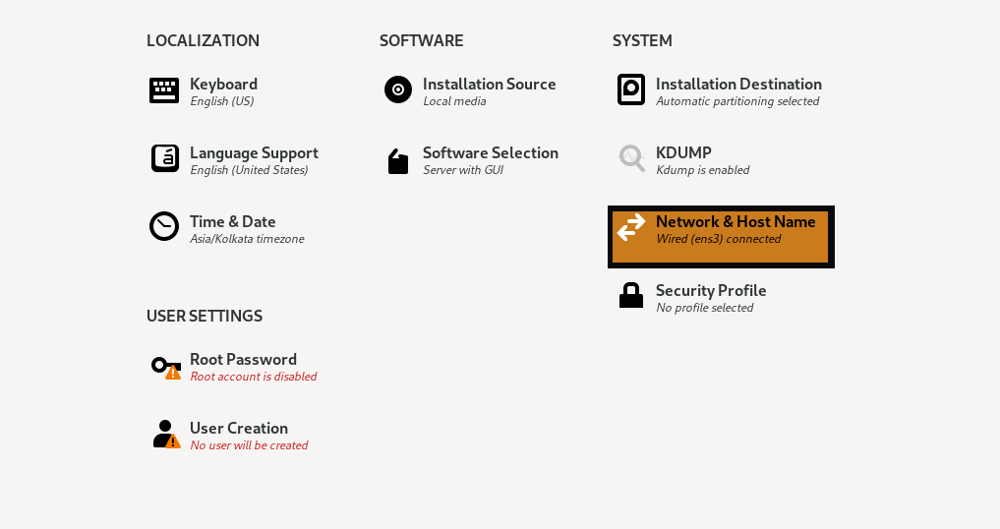 LOCALIZATION
Keyboard
English (US)
Language Support
English (United States)
Time & Date
Asia/Kolkata timezone
SOFTWARE
Installation Source
Local media
Software Selection
Server with GUI
SYSTEM
Installation Destination
Automatic partitioning selected
KDUMP
Kdump is enabled
Network & Host Name
Wired (ens3) connected
Security Profile
No profile selected
USER SETTINGS
Root Password
Root account is disabled
User Creation
No user will be created